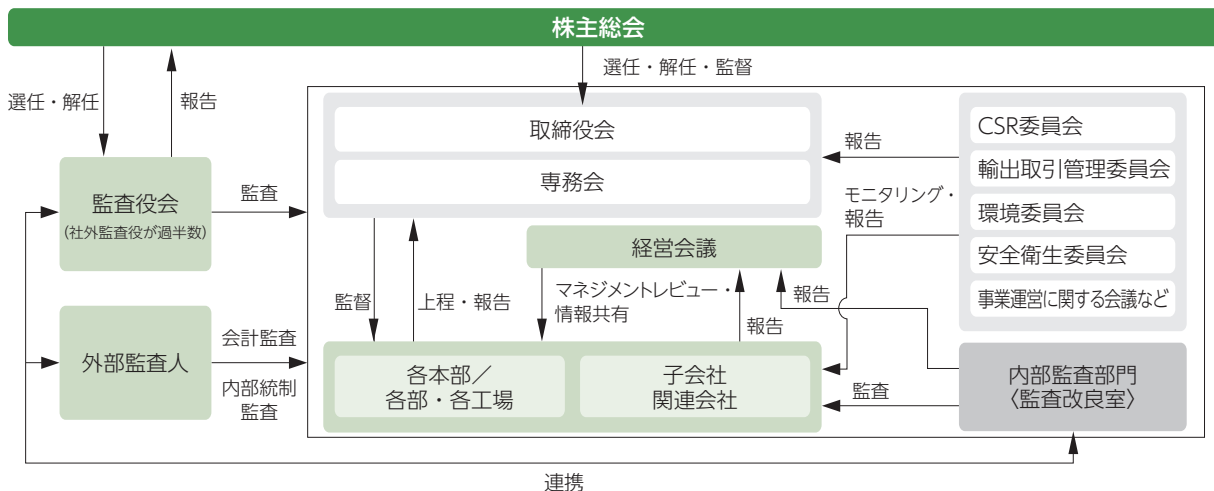 株主総会
選任・解任・監督
選任・解任
報告
取締役会
専務会
CSR委員会
輸出取引管理委員会
環境委員会
安全衛生委員会
事業運営に関する会議など
報告
モニタリング・
報告
監査役会
(社外監査役が過半数)
監査
経営会議
監督
上程・報告
マネジメントレビュー・
情報共有
報告
報告
外部監査人
会計監査
内部統制
監査
各本部／
各部・各工場
子会社
関連会社
監査
内部監査部門
〈監査改良室〉
連携